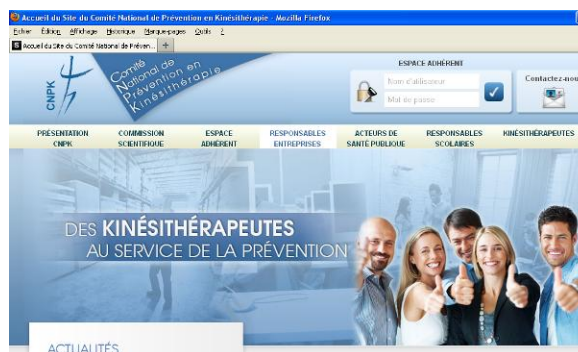 Accueil du Site du Comité National de Prévention en Kinésithérapie - Mozilla Firefox
Fichier Édition Affichage Historique Marque-pages Outils ?
Accueil du Site du Comité National de Préven... +
CNPK
Comité
National de
Prévention en
Kinésithérapie
ESPACE ADHÉRENT
Nom d'utilisateur
Mot de passe
Contactez-nou
PRÉSENTATION CNPK
COMMISSION SCIENTIFIQUE
ESPACE ADHÉRENT
RESPONSABLES ENTREPRISES
ACTEURS DE SANTÉ PUBLIQUE
RESPONSABLES SCOLAIRES
KINÉSITHÉRAPEUTES
DES KINÉSITHÉRAPEUTES
AU SERVICE DE LA PRÉVENTION
ACTUALITÉS